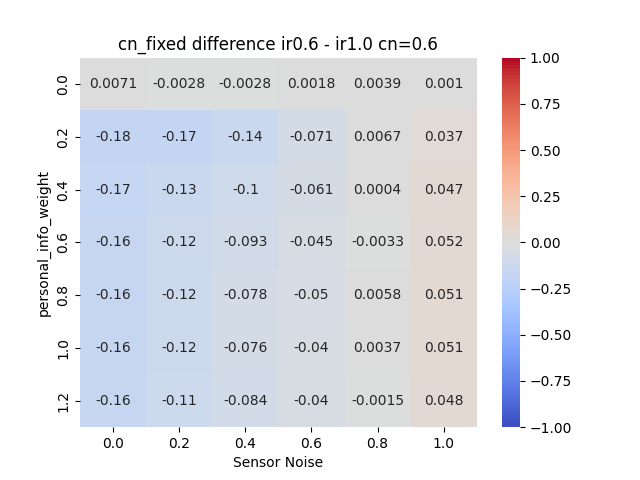 cn_fixed difference ir0.6 - ir1.0 cn=0.6
personal_info_weight
0.0 0.0071 -0.0028 -0.0028 0.0018 0.0039 0.001
0.2 -0.18 -0.17 -0.14 -0.071 0.0067 0.037
0.4 -0.17 -0.13 -0.1 -0.061 0.0004 0.047
0.6 -0.16 -0.12 -0.093 -0.045 -0.0033 0.052
0.8 -0.16 -0.12 -0.078 -0.05 0.0058 0.051
1.0 -0.16 -0.12 -0.076 -0.04 0.0037 0.051
1.2 -0.16 -0.11 -0.084 -0.04 -0.0015 0.048
0.0 0.2 0.4 0.6 0.8 1.0
Sensor Noise
1.00
0.75
0.50
0.25
0.00
−0.25
−0.50
−0.75
−1.00